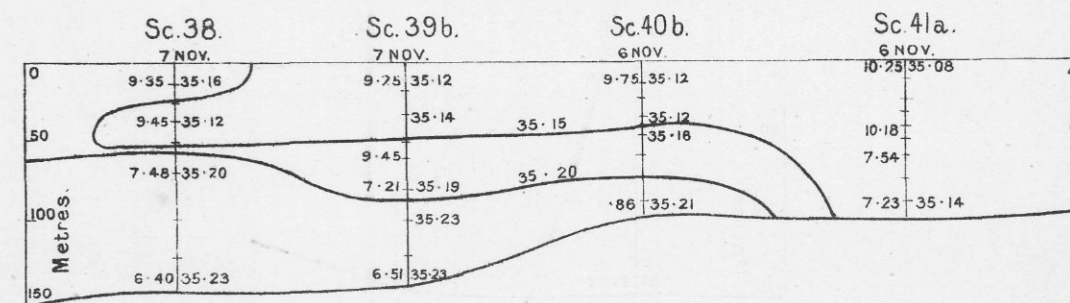 Sc.38. Sc.39b. Sc.40b. Sc.41a.
7 NOV. 7 NOV. 6 NOV. 6 NOV.
0 9·35 35·16 9·25 35·12 9·75 35·12 10·25 35·08
9·45 35·12 35·14 35·15 35·12 10·18
50 9·45 35·16 7·54
7·48 35·20 7·21 35·19 35·20
100 35·23 ·86 35·21 7·23 35·14
Metres.
150 6·40 35·23 6·51 35·23